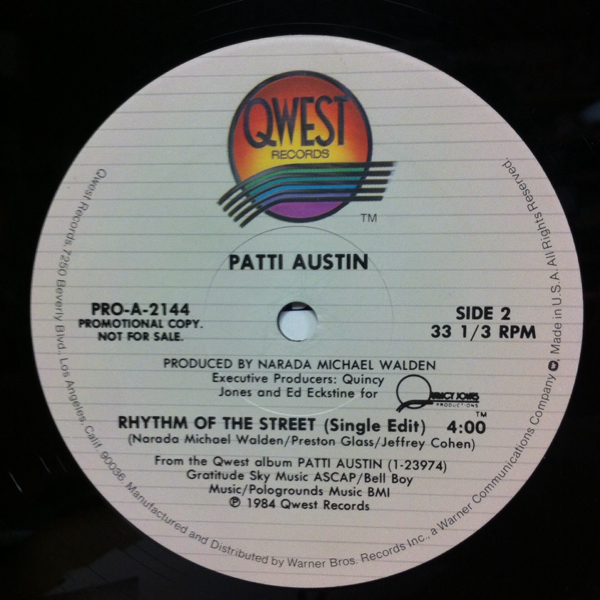 QWEST
RECORDS
TM
PATTI AUSTIN
PRO-A-2144
PROMOTIONAL COPY.
NOT FOR SALE.
SIDE 2
33 1/3 RPM
PRODUCED BY NARADA MICHAEL WALDEN
Executive Producers: Quincy
Jones and Ed Eckstine for
QUINCY JONES
PRODUCTIONS
TM
RHYTHM OF THE STREET (Single Edit) 4:00
(Narada Michael Walden/Preston Glass/Jeffrey Cohen)
From the Qwest album PATTI AUSTIN (1-23974)
Gratitude Sky Music ASCAP/Bell Boy
Music/Pologrounds Music BMI
℗ 1984 Qwest Records
Qwest Records, 7250 Beverly Blvd., Los Angeles, Calif. 90036. Manufactured and Distributed by Warner Bros. Records Inc., a Warner Communications Company. Made in U.S.A. All Rights Reserved.